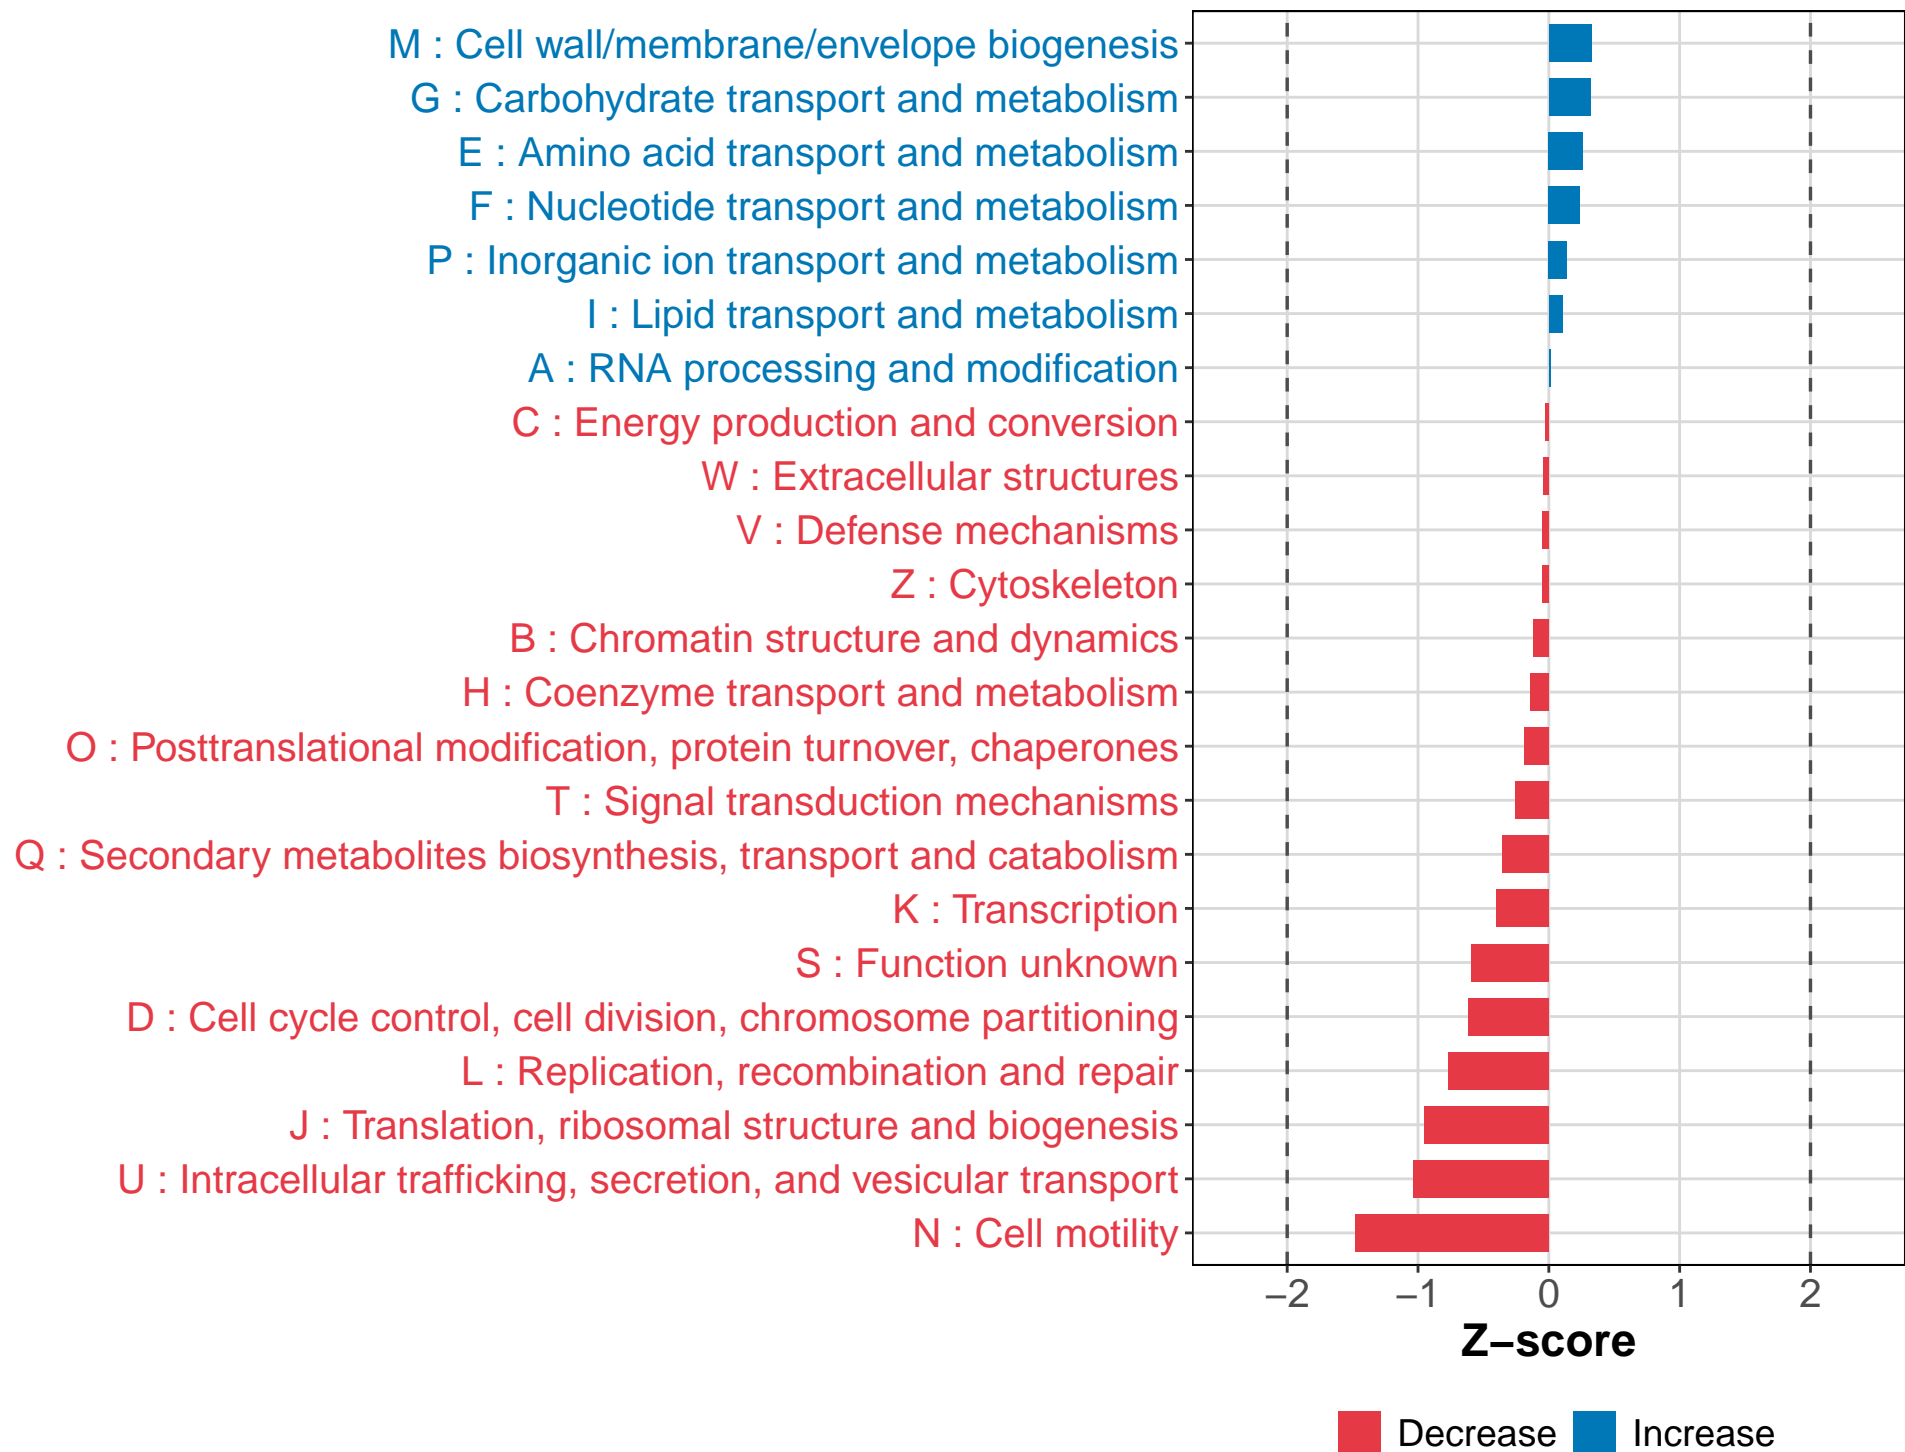 M : Cell wall/membrane/envelope biogenesis
G : Carbohydrate transport and metabolism
E : Amino acid transport and metabolism
F : Nucleotide transport and metabolism
P : Inorganic ion transport and metabolism
I : Lipid transport and metabolism
A : RNA processing and modification
C : Energy production and conversion
W : Extracellular structures
V : Defense mechanisms
Z : Cytoskeleton
B : Chromatin structure and dynamics
H : Coenzyme transport and metabolism
O : Posttranslational modification, protein turnover, chaperones
T : Signal transduction mechanisms
Q : Secondary metabolites biosynthesis, transport and catabolism
K : Transcription
S : Function unknown
D : Cell cycle control, cell division, chromosome partitioning
L : Replication, recombination and repair
J : Translation, ribosomal structure and biogenesis
U : Intracellular trafficking, secretion, and vesicular transport
N : Cell motility
−2 −1 0 1 2
Z−score
Decrease Increase